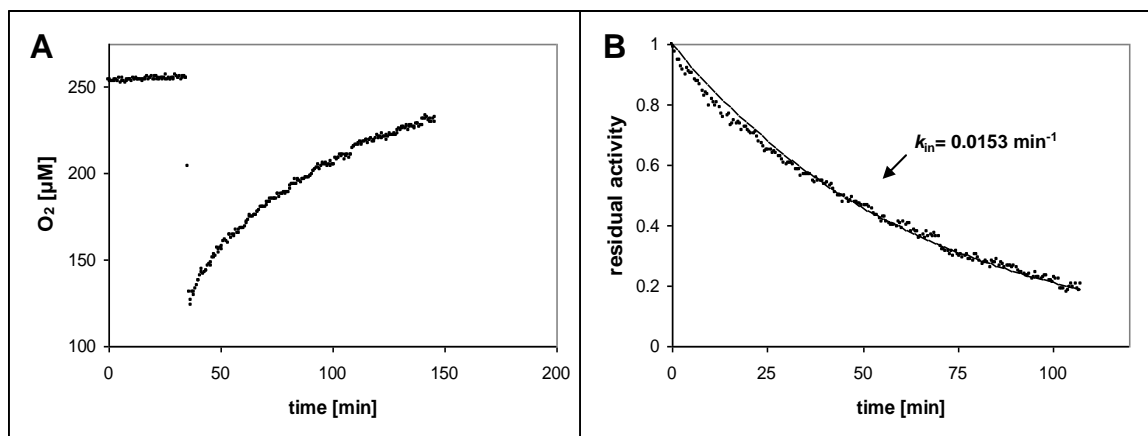 A
O₂ [µM]
250
200
150
100
0 50 100 150 200
time [min]
B
residual activity
1
0.8
0.6
0.4
0.2
0
k_in= 0.0153 min⁻¹
0 25 50 75 100
time [min]